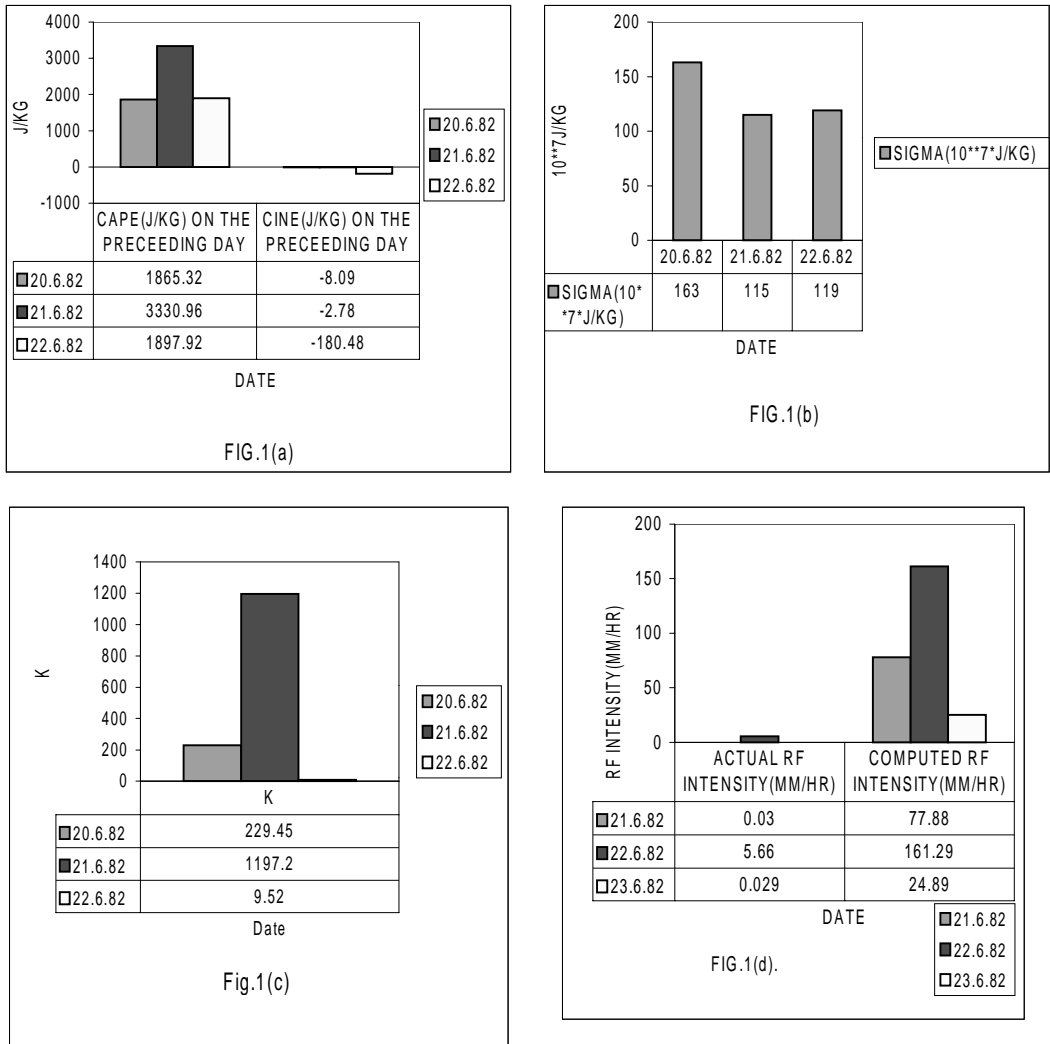 4000
3000
2000
1000
0
-1000
J/KG
CAPE(J/KG) ON THE PRECEEDING DAY
CINE(J/KG) ON THE PRECEEDING DAY
20.6.82 1865.32 -8.09
21.6.82 3330.96 -2.78
22.6.82 1897.92 -180.48
DATE
20.6.82
21.6.82
22.6.82
FIG.1(a)
200
150
100
50
0
10**7J/KG
20.6.82 21.6.82 22.6.82
SIGMA(10*
*7*J/KG) 163 115 119
DATE
SIGMA(10**7*J/KG)
FIG.1(b)
1400
1200
1000
800
600
400
200
0
K
K
20.6.82 229.45
21.6.82 1197.2
22.6.82 9.52
Date
20.6.82
21.6.82
22.6.82
Fig.1(c)
200
150
100
50
0
RF INTENSITY(MM/HR)
ACTUAL RF INTENSITY(MM/HR)
COMPUTED RF INTENSITY(MM/HR)
21.6.82 0.03 77.88
22.6.82 5.66 161.29
23.6.82 0.029 24.89
DATE
21.6.82
22.6.82
23.6.82
FIG.1(d).